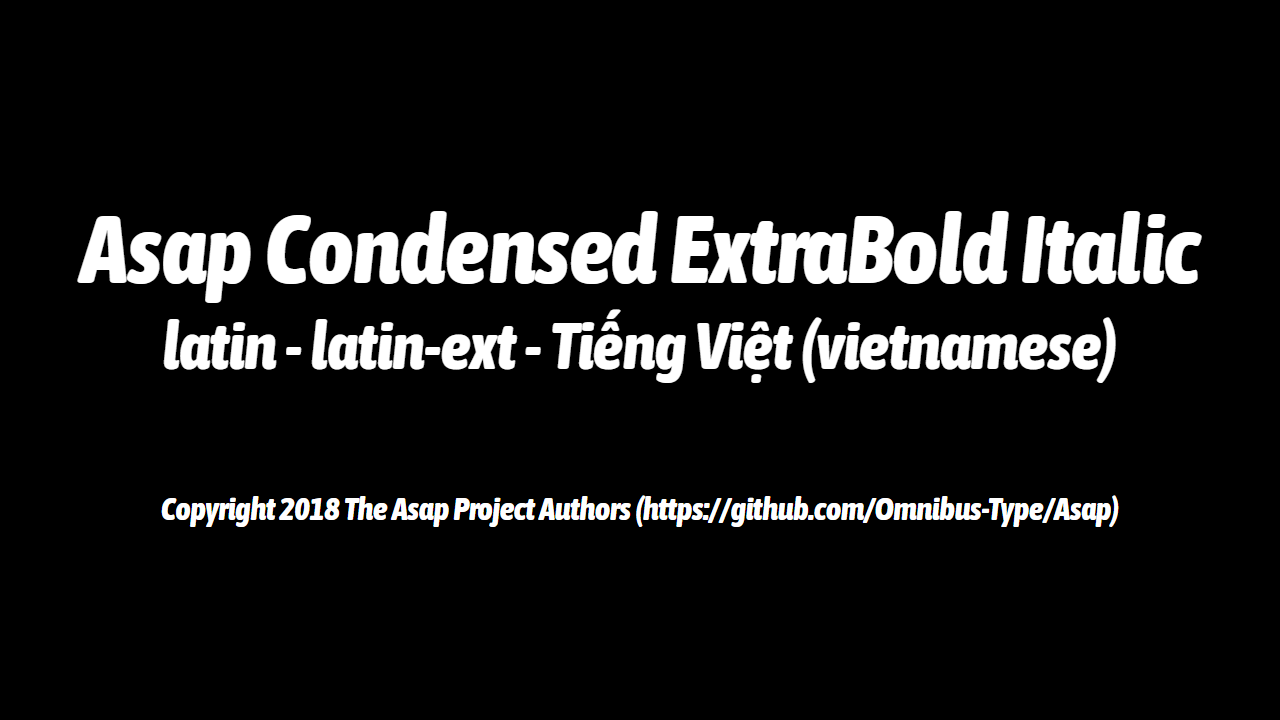 Asap Condensed ExtraBold Italic
latin - latin-ext - Tiếng Việt (vietnamese)
Copyright 2018 The Asap Project Authors (https://github.com/Omnibus-Type/Asap)